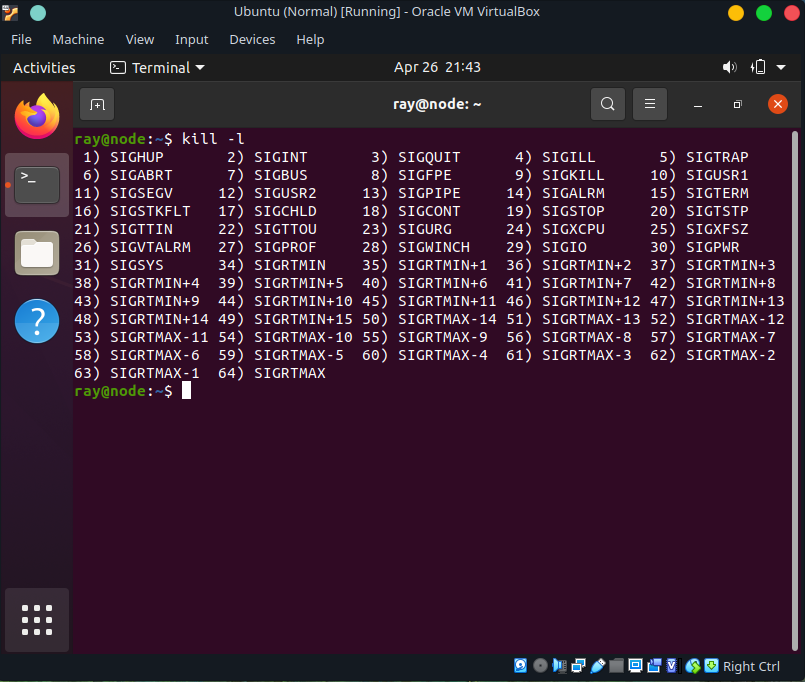 Ubuntu (Normal) [Running] - Oracle VM VirtualBox
File Machine View Input Devices Help
Activities Terminal Apr 26 21:43
ray@node: ~
ray@node:~$ kill -l
1) SIGHUP 2) SIGINT 3) SIGQUIT 4) SIGILL 5) SIGTRAP
6) SIGABRT 7) SIGBUS 8) SIGFPE 9) SIGKILL 10) SIGUSR1
11) SIGSEGV 12) SIGUSR2 13) SIGPIPE 14) SIGALRM 15) SIGTERM
16) SIGSTKFLT 17) SIGCHLD 18) SIGCONT 19) SIGSTOP 20) SIGTSTP
21) SIGTTIN 22) SIGTTOU 23) SIGURG 24) SIGXCPU 25) SIGXFSZ
26) SIGVTALRM 27) SIGPROF 28) SIGWINCH 29) SIGIO 30) SIGPWR
31) SIGSYS 34) SIGRTMIN 35) SIGRTMIN+1 36) SIGRTMIN+2 37) SIGRTMIN+3
38) SIGRTMIN+4 39) SIGRTMIN+5 40) SIGRTMIN+6 41) SIGRTMIN+7 42) SIGRTMIN+8
43) SIGRTMIN+9 44) SIGRTMIN+10 45) SIGRTMIN+11 46) SIGRTMIN+12 47) SIGRTMIN+13
48) SIGRTMIN+14 49) SIGRTMIN+15 50) SIGRTMAX-14 51) SIGRTMAX-13 52) SIGRTMAX-12
53) SIGRTMAX-11 54) SIGRTMAX-10 55) SIGRTMAX-9 56) SIGRTMAX-8 57) SIGRTMAX-7
58) SIGRTMAX-6 59) SIGRTMAX-5 60) SIGRTMAX-4 61) SIGRTMAX-3 62) SIGRTMAX-2
63) SIGRTMAX-1 64) SIGRTMAX
ray@node:~$
Right Ctrl